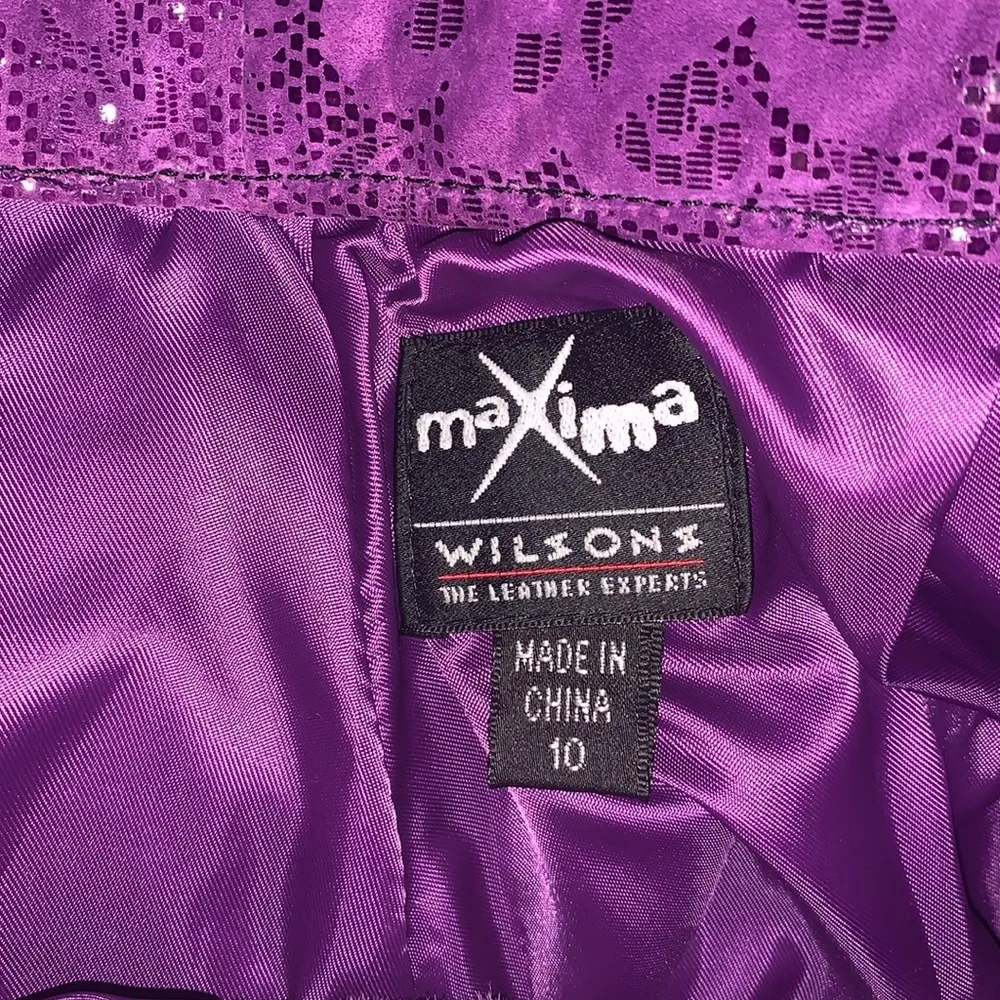 maXima
WILSONS
THE LEATHER EXPERTS
MADE IN
CHINA
10